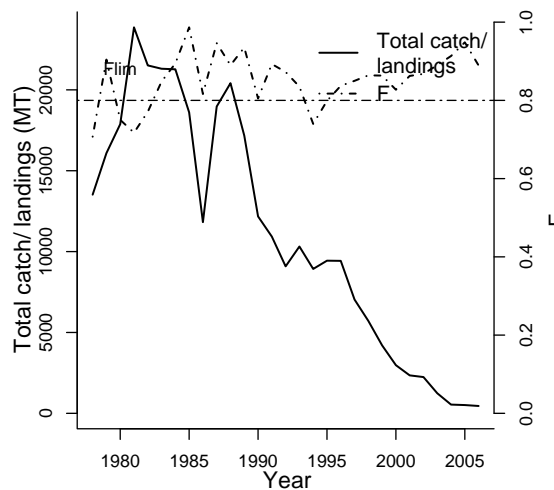 Total catch/
landings
F
Flim
Total catch/ landings (MT)
0
5000
10000
15000
20000
0.0
0.2
0.4
0.6
0.8
1.0
F
1980
1985
1990
1995
2000
2005
Year